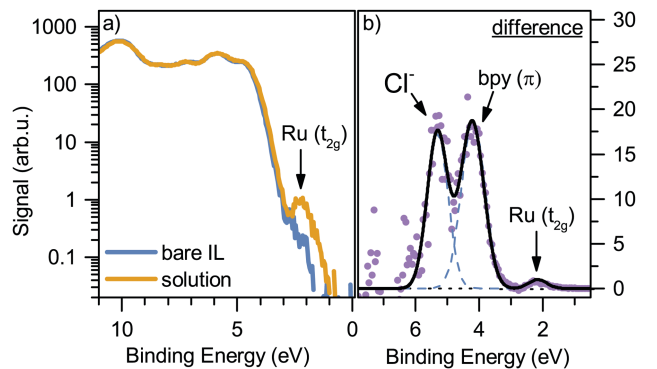 a)
b)
difference
1000
100
10
1
0.1
Signal (arb.u.)
Ru (t2g)
bare IL
solution
10
5
0
Binding Energy (eV)
Cl-
bpy (π)
Ru (t2g)
30
25
20
15
10
5
0
8
6
4
2
Binding Energy (eV)